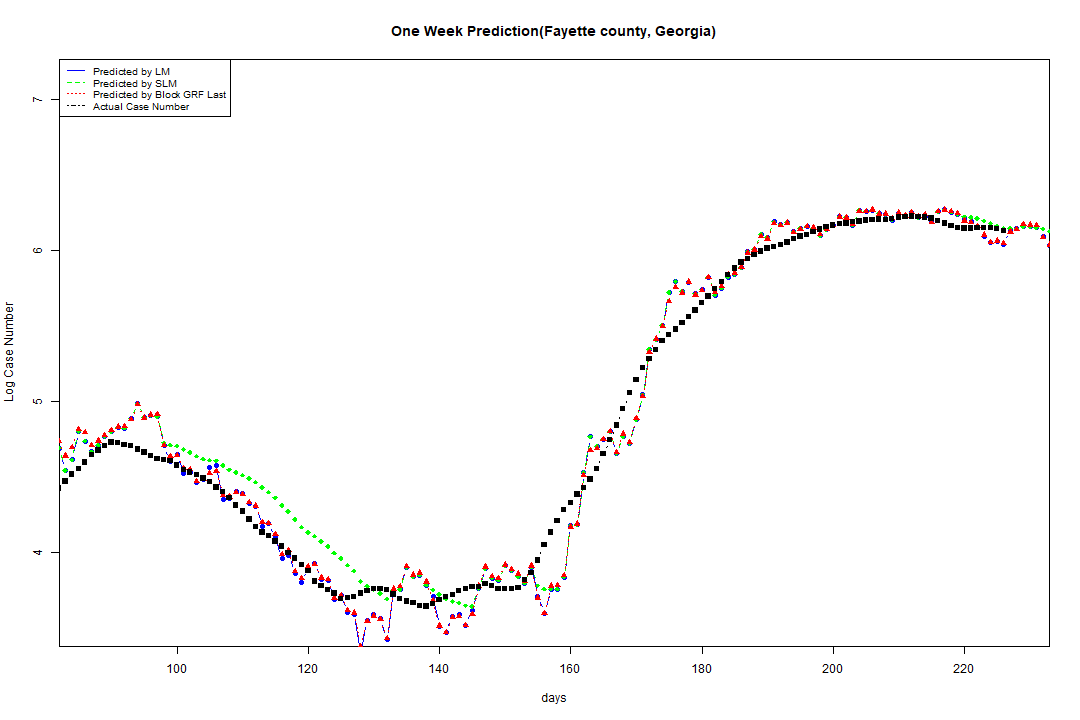 One Week Prediction(Fayette county, Georgia)
Predicted by LM
Predicted by SLM
Predicted by Block GRF Last
Actual Case Number
7
6
5
4
Log Case Number
100 120 140 160 180 200 220
days